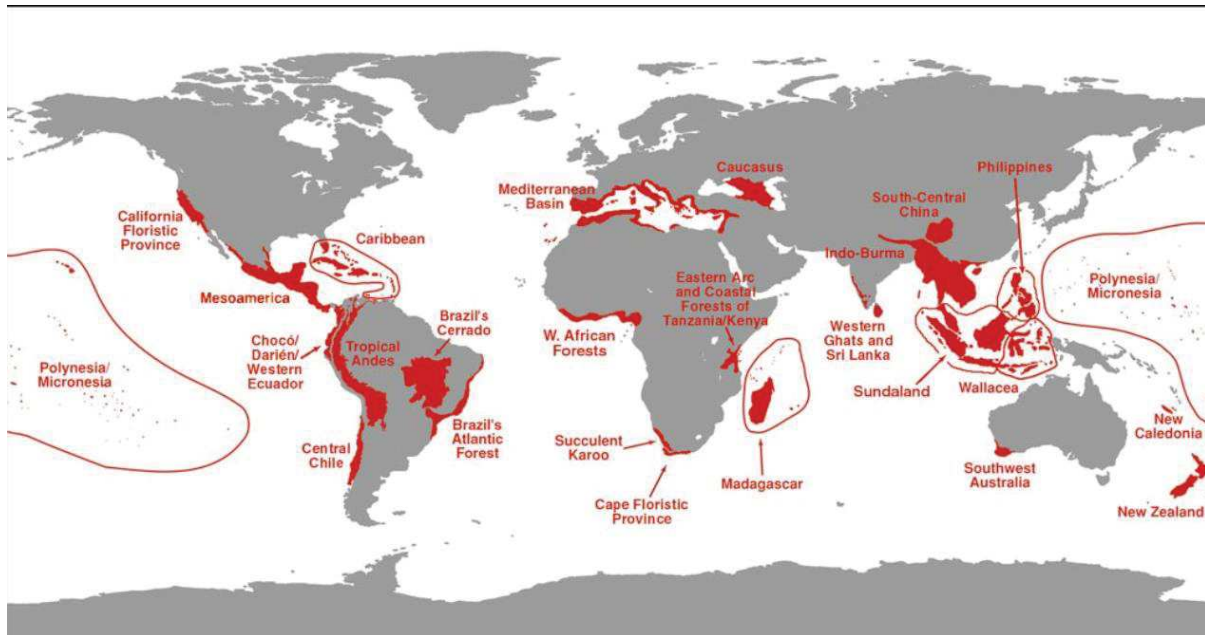 California
Floristic
Province
Caribbean
Mesoamerica
Polynesia/
Micronesia
Chocó/
Darién/
Western
Ecuador
Tropical
Andes
Brazil's
Cerrado
Brazil's
Atlantic
Forest
Central
Chile
Mediterranean
Basin
Caucasus
W. African
Forests
Eastern Arc
and Coastal
Forests of
Tanzania/Kenya
Succulent
Karoo
Cape Floristic
Province
Madagascar
Philippines
South-Central
China
Indo-Burma
Western
Ghats and
Sri Lanka
Sundaland
Wallacea
Polynesia/
Micronesia
New
Caledonia
Southwest
Australia
New Zealand